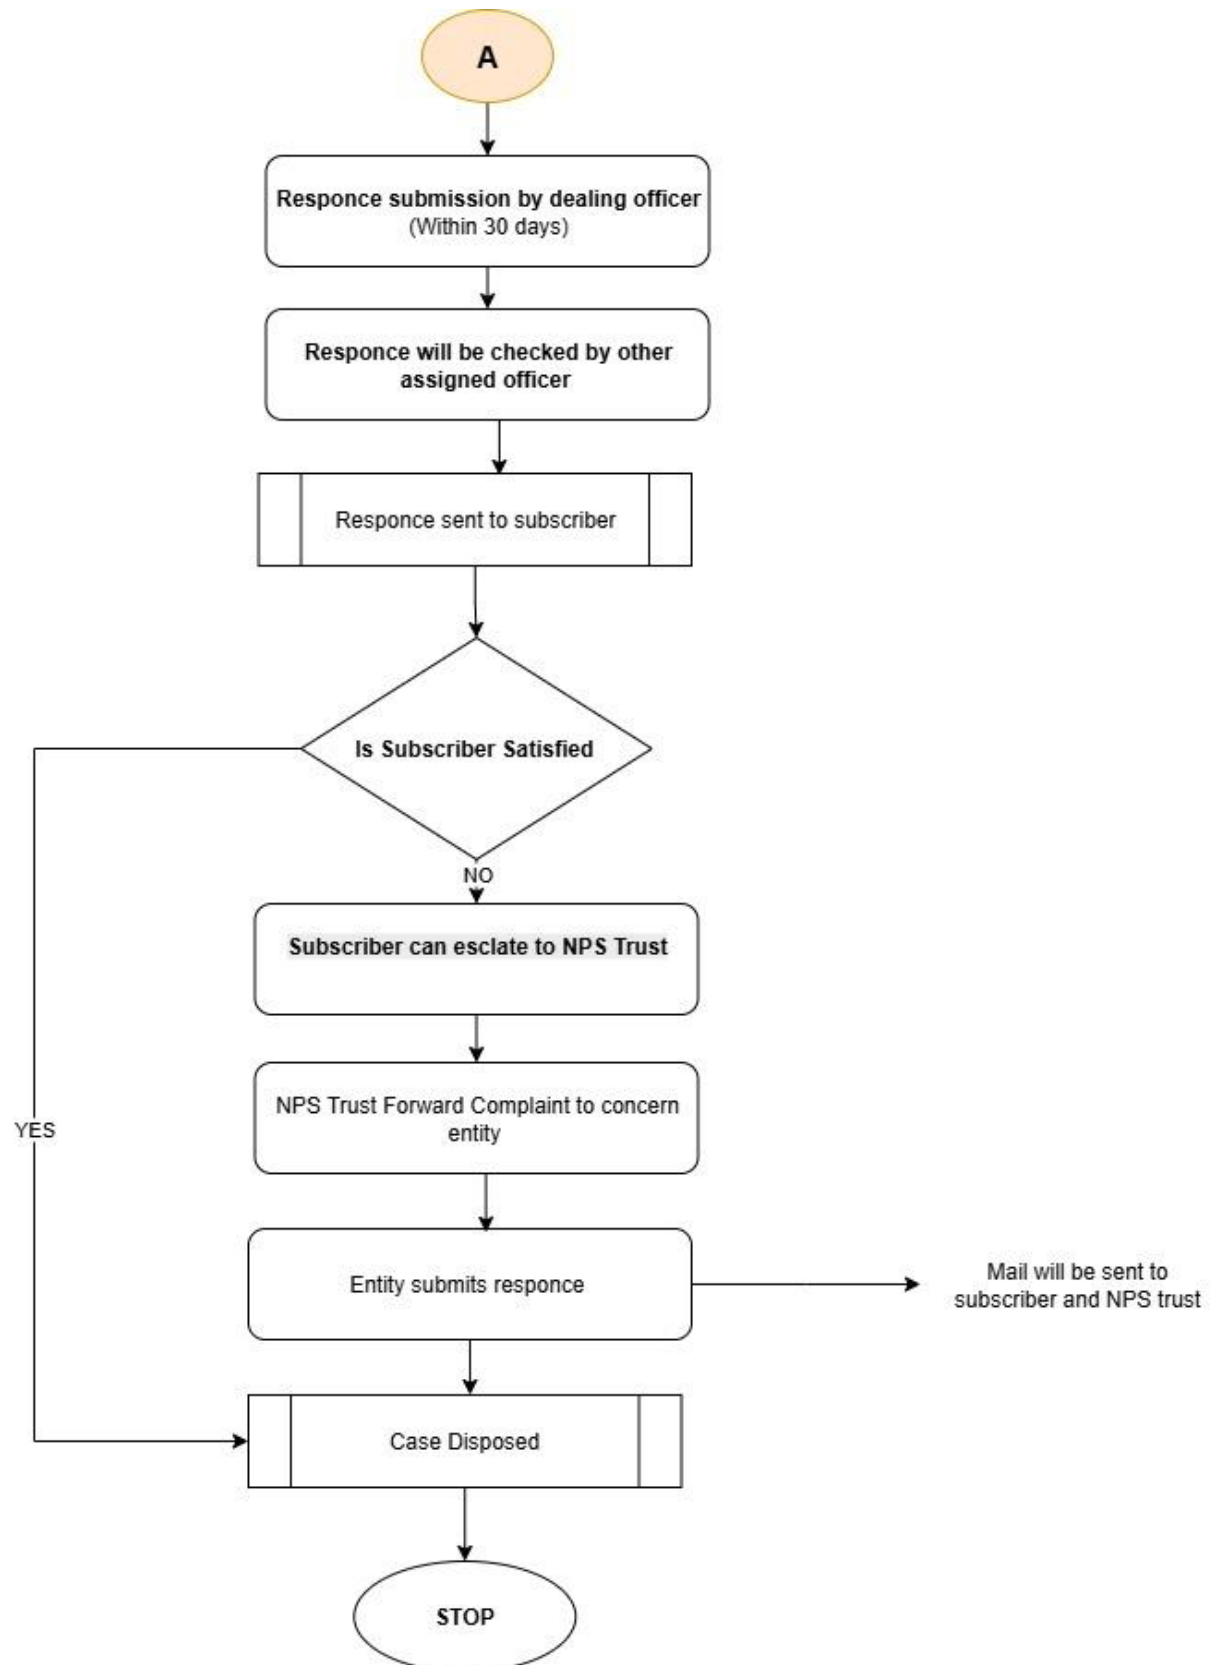 A
Responce submission by dealing officer
(Within 30 days)
Responce will be checked by other
assigned officer
Responce sent to subscriber
Is Subscriber Satisfied
NO
Subscriber can esclate to NPS Trust
NPS Trust Forward Complaint to concern
entity
YES
Entity submits responce
Mail will be sent to
subscriber and NPS trust
Case Disposed
STOP